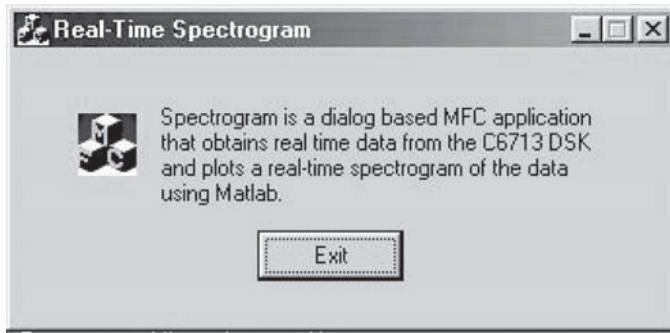 Real-Time Spectrogram
Spectrogram is a dialog based MFC application
that obtains real time data from the C6713 DSK
and plots a real-time spectrogram of the data
using Matlab.
Exit